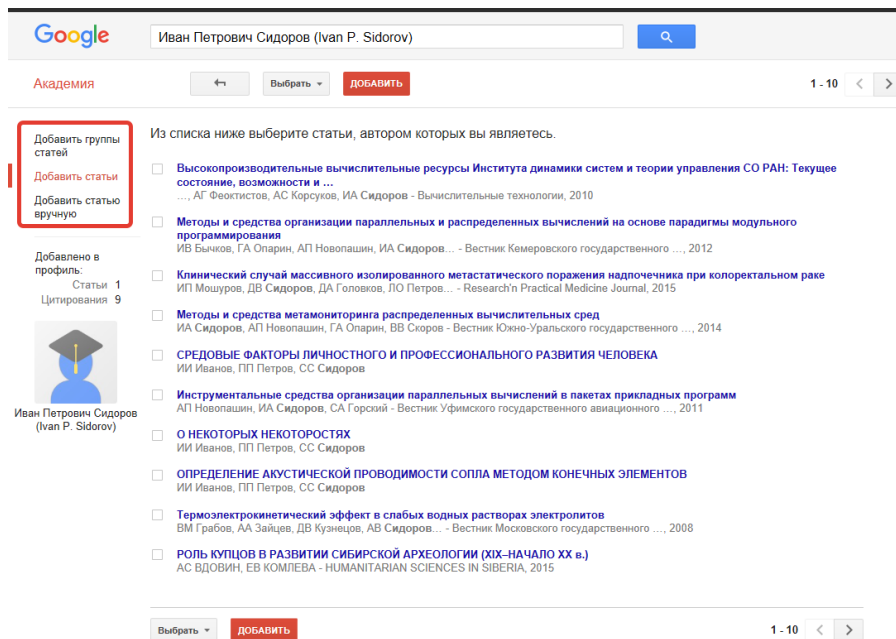 Google
Иван Петрович Сидоров (Ivan P. Sidorov)
Академия
Выбрать
ДОБАВИТЬ
1 - 10
Добавить группы
статей
Добавить статьи
Добавить статью
вручную
Добавлено в
профиль:
Статьи 1
Цитирования 9
Иван Петрович Сидоров
(Ivan P. Sidorov)
Из списка ниже выберите статьи, автором которых вы являетесь.
Высокопроизводительные вычислительные ресурсы Института динамики систем и теории управления СО РАН: Текущее
состояние, возможности и ...
…, АГ Феоктистов, АС Корсуков, ИА Сидоров - Вычислительные технологии, 2010
Методы и средства организации параллельных и распределенных вычислений на основе парадигмы модульного
программирования
ИВ Бычков, ГА Опарин, АП Новопашин, ИА Сидоров... - Вестник Кемеровского государственного …, 2012
Клинический случай массивного изолированного метастатического поражения надпочечника при колоректальном раке
ИП Мошуров, ДВ Сидоров, ДА Головков, ЛО Петров... - Research'n Practical Medicine Journal, 2015
Методы и средства метамониторинга распределенных вычислительных сред
ИА Сидоров, АП Новопашин, ГА Опарин, ВВ Скоров - Вестник Южно-Уральского государственного …, 2014
СРЕДОВЫЕ ФАКТОРЫ ЛИЧНОСТНОГО И ПРОФЕССИОНАЛЬНОГО РАЗВИТИЯ ЧЕЛОВЕКА
ИИ Иванов, ПП Петров, СС Сидоров
Инструментальные средства организации параллельных вычислений в пакетах прикладных программ
АП Новопашин, ИА Сидоров, СА Горский - Вестник Уфимского государственного авиационного …, 2011
О НЕКОТОРЫХ НЕКОТОРОСТЯХ
ИИ Иванов, ПП Петров, СС Сидоров
ОПРЕДЕЛЕНИЕ АКУСТИЧЕСКОЙ ПРОВОДИМОСТИ СОПЛА МЕТОДОМ КОНЕЧНЫХ ЭЛЕМЕНТОВ
ИИ Иванов, ПП Петров, СС Сидоров
Термоэлектрокинетический эффект в слабых водных растворах электролитов
ВМ Грабов, АА Зайцев, ДВ Кузнецов, АВ Сидоров... - Вестник Московского государственного …, 2008
РОЛЬ КУПЦОВ В РАЗВИТИИ СИБИРСКОЙ АРХЕОЛОГИИ (XIX–НАЧАЛО XX в.)
АС ВДОВИН, ЕВ КОМЛЕВА - HUMANITARIAN SCIENCES IN SIBERIA, 2015
Выбрать
ДОБАВИТЬ
1 - 10